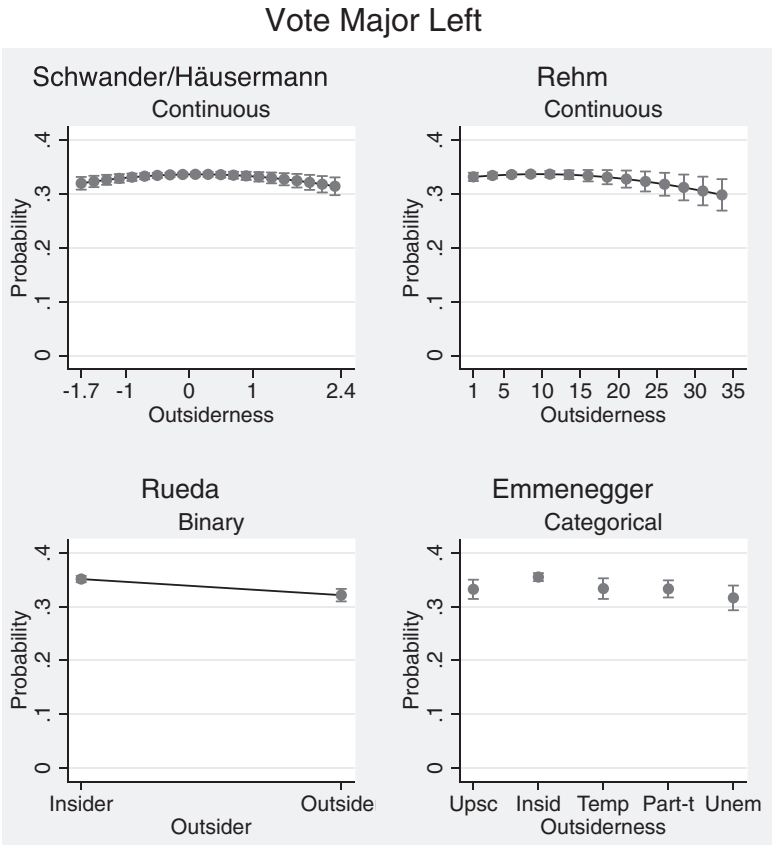 Vote Major Left
Schwander/Häusermann
Continuous
.4
.3
.2
.1
0
Probability
-1.7 -1 0 1 2.4
Outsiderness
Rehm
Continuous
.4
.3
.2
.1
0
Probability
1 5 10 15 20 25 30 35
Outsiderness
Rueda
Binary
.4
.3
.2
.1
0
Probability
Insider Outside
Outsider
Emmenegger
Categorical
.4
.3
.2
.1
0
Probability
Upsc Insid Temp Part-t Unem
Outsiderness